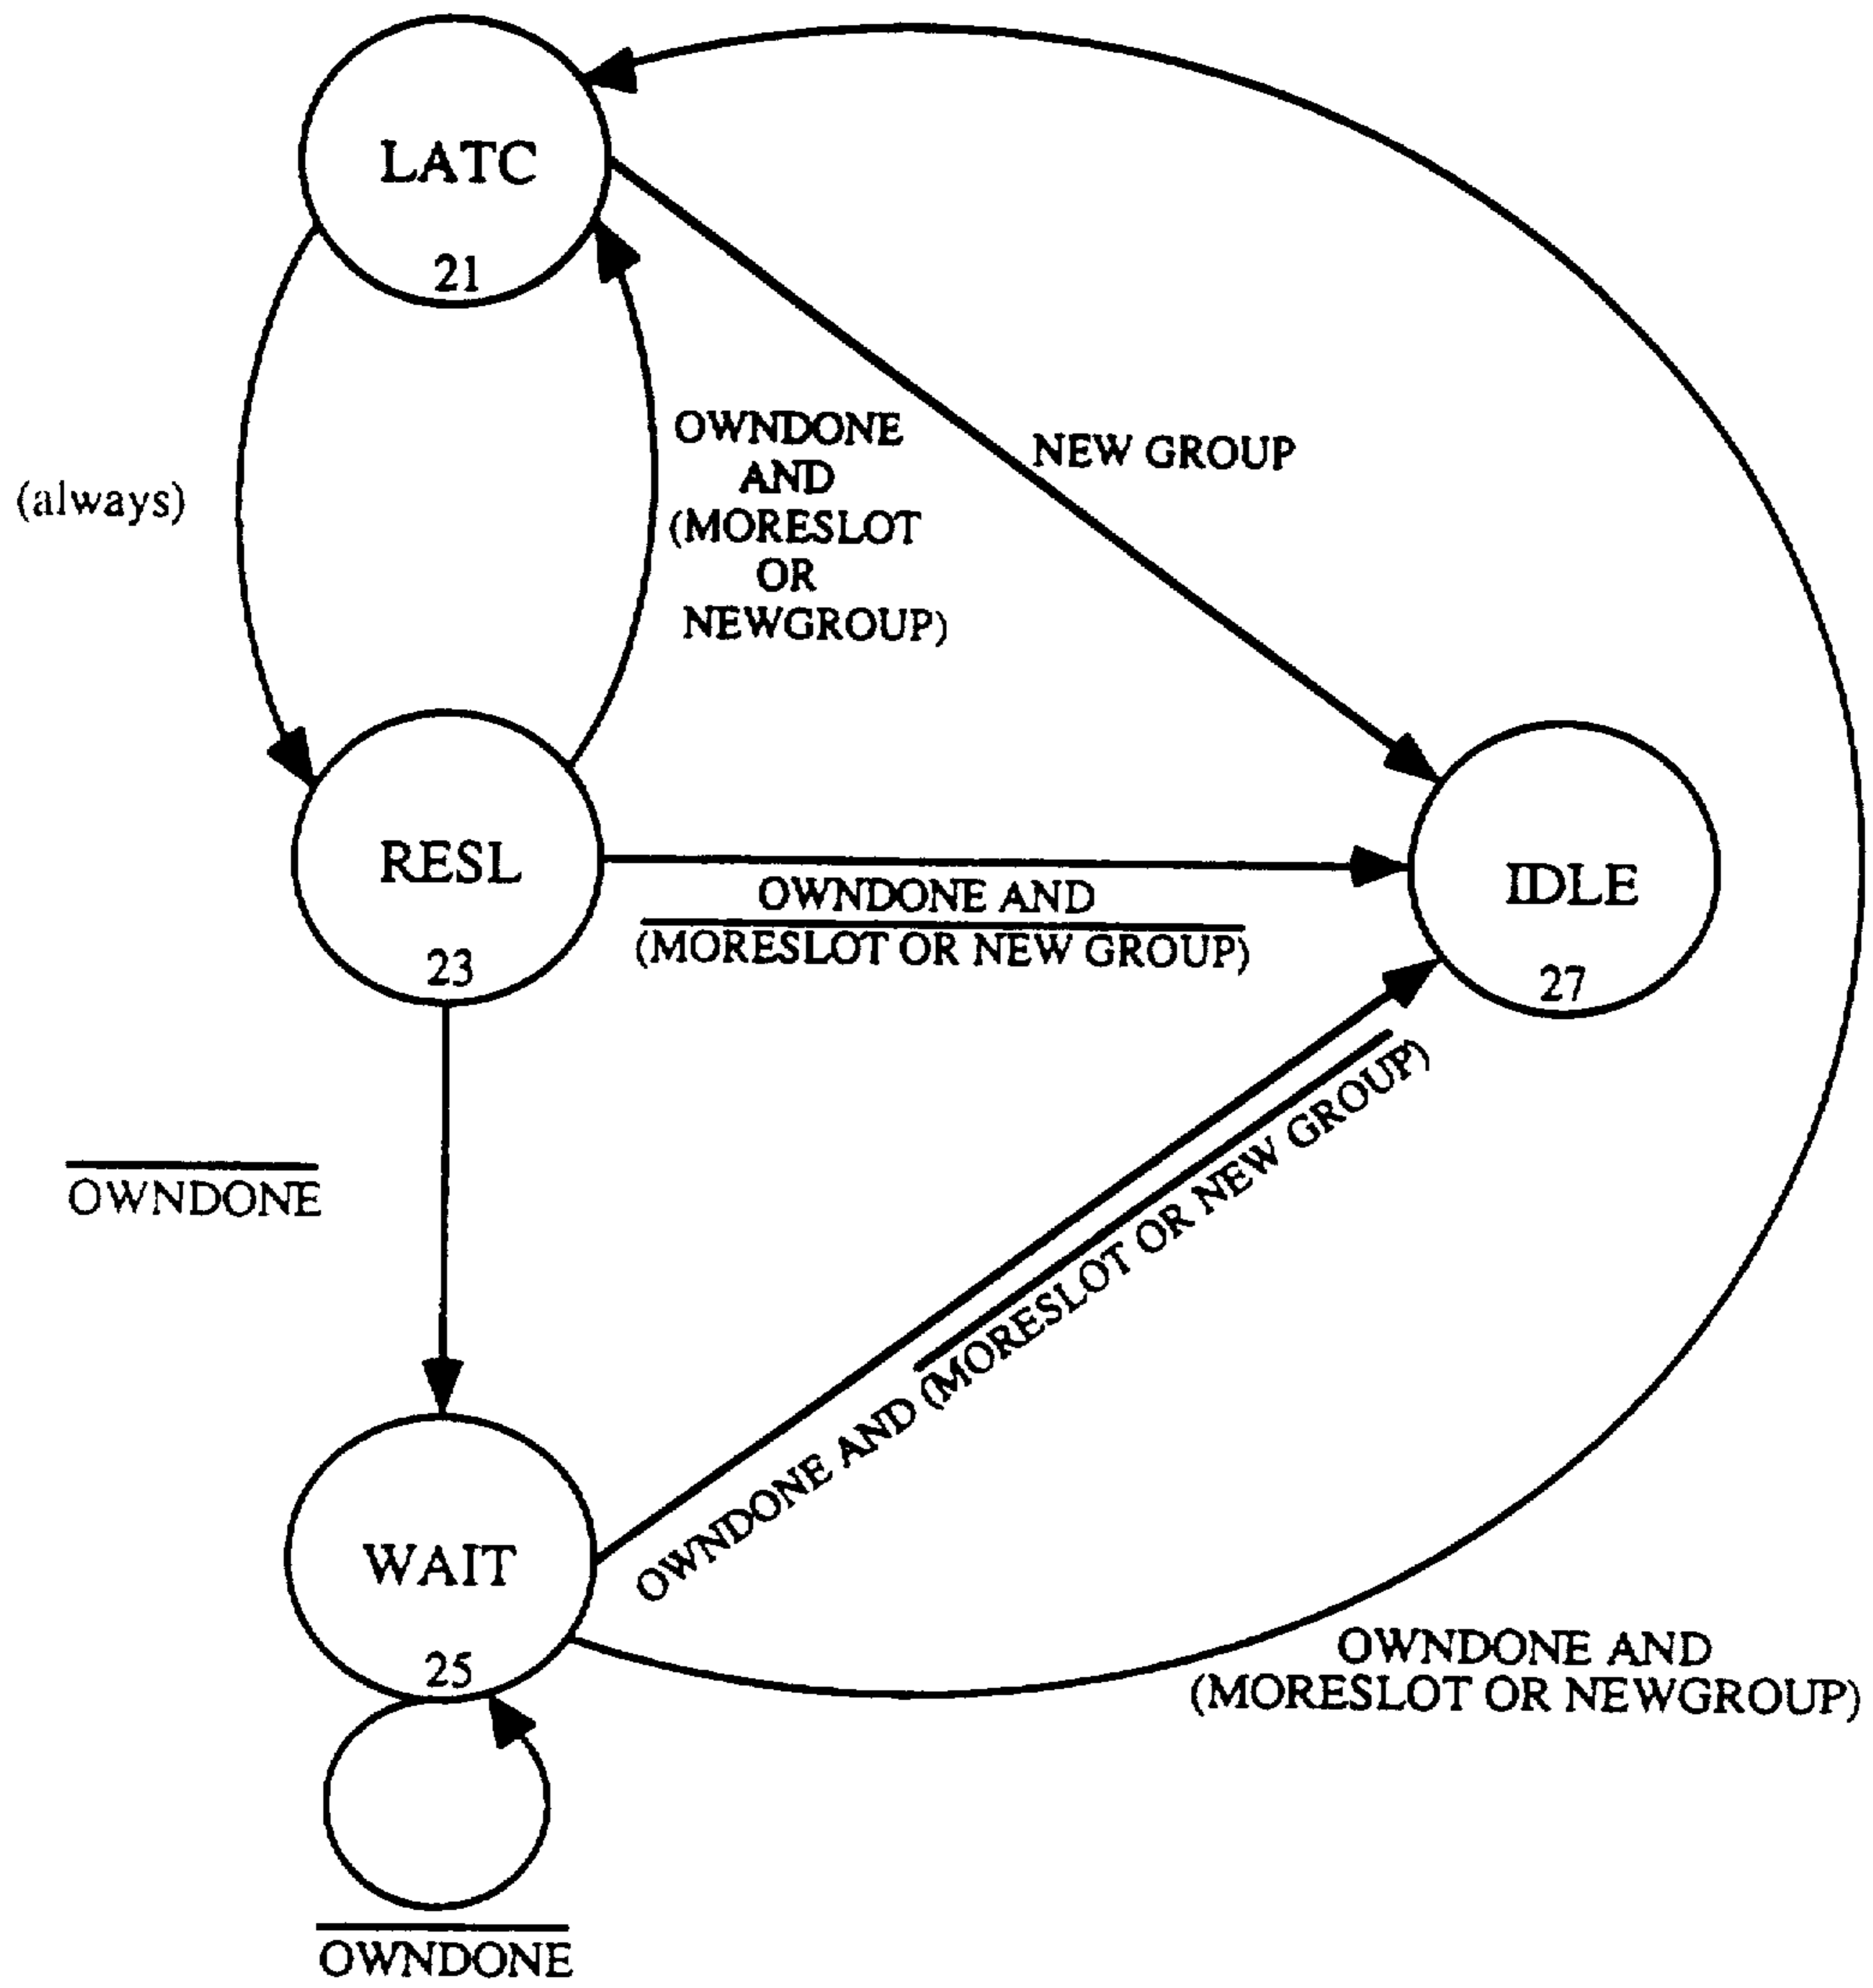 LATC
21
(always)
OWNDONE
AND
(MORESLOT
OR
NEWGROUP)
NEW GROUP
RESL
23
OWNDONE AND
(MORESLOT OR NEW GROUP)
IDLE
27
OWNDONE
OWNDONE AND (MORESLOT OR NEW GROUP)
WAIT
25
OWNDONE AND
(MORESLOT OR NEWGROUP)
OWNDONE